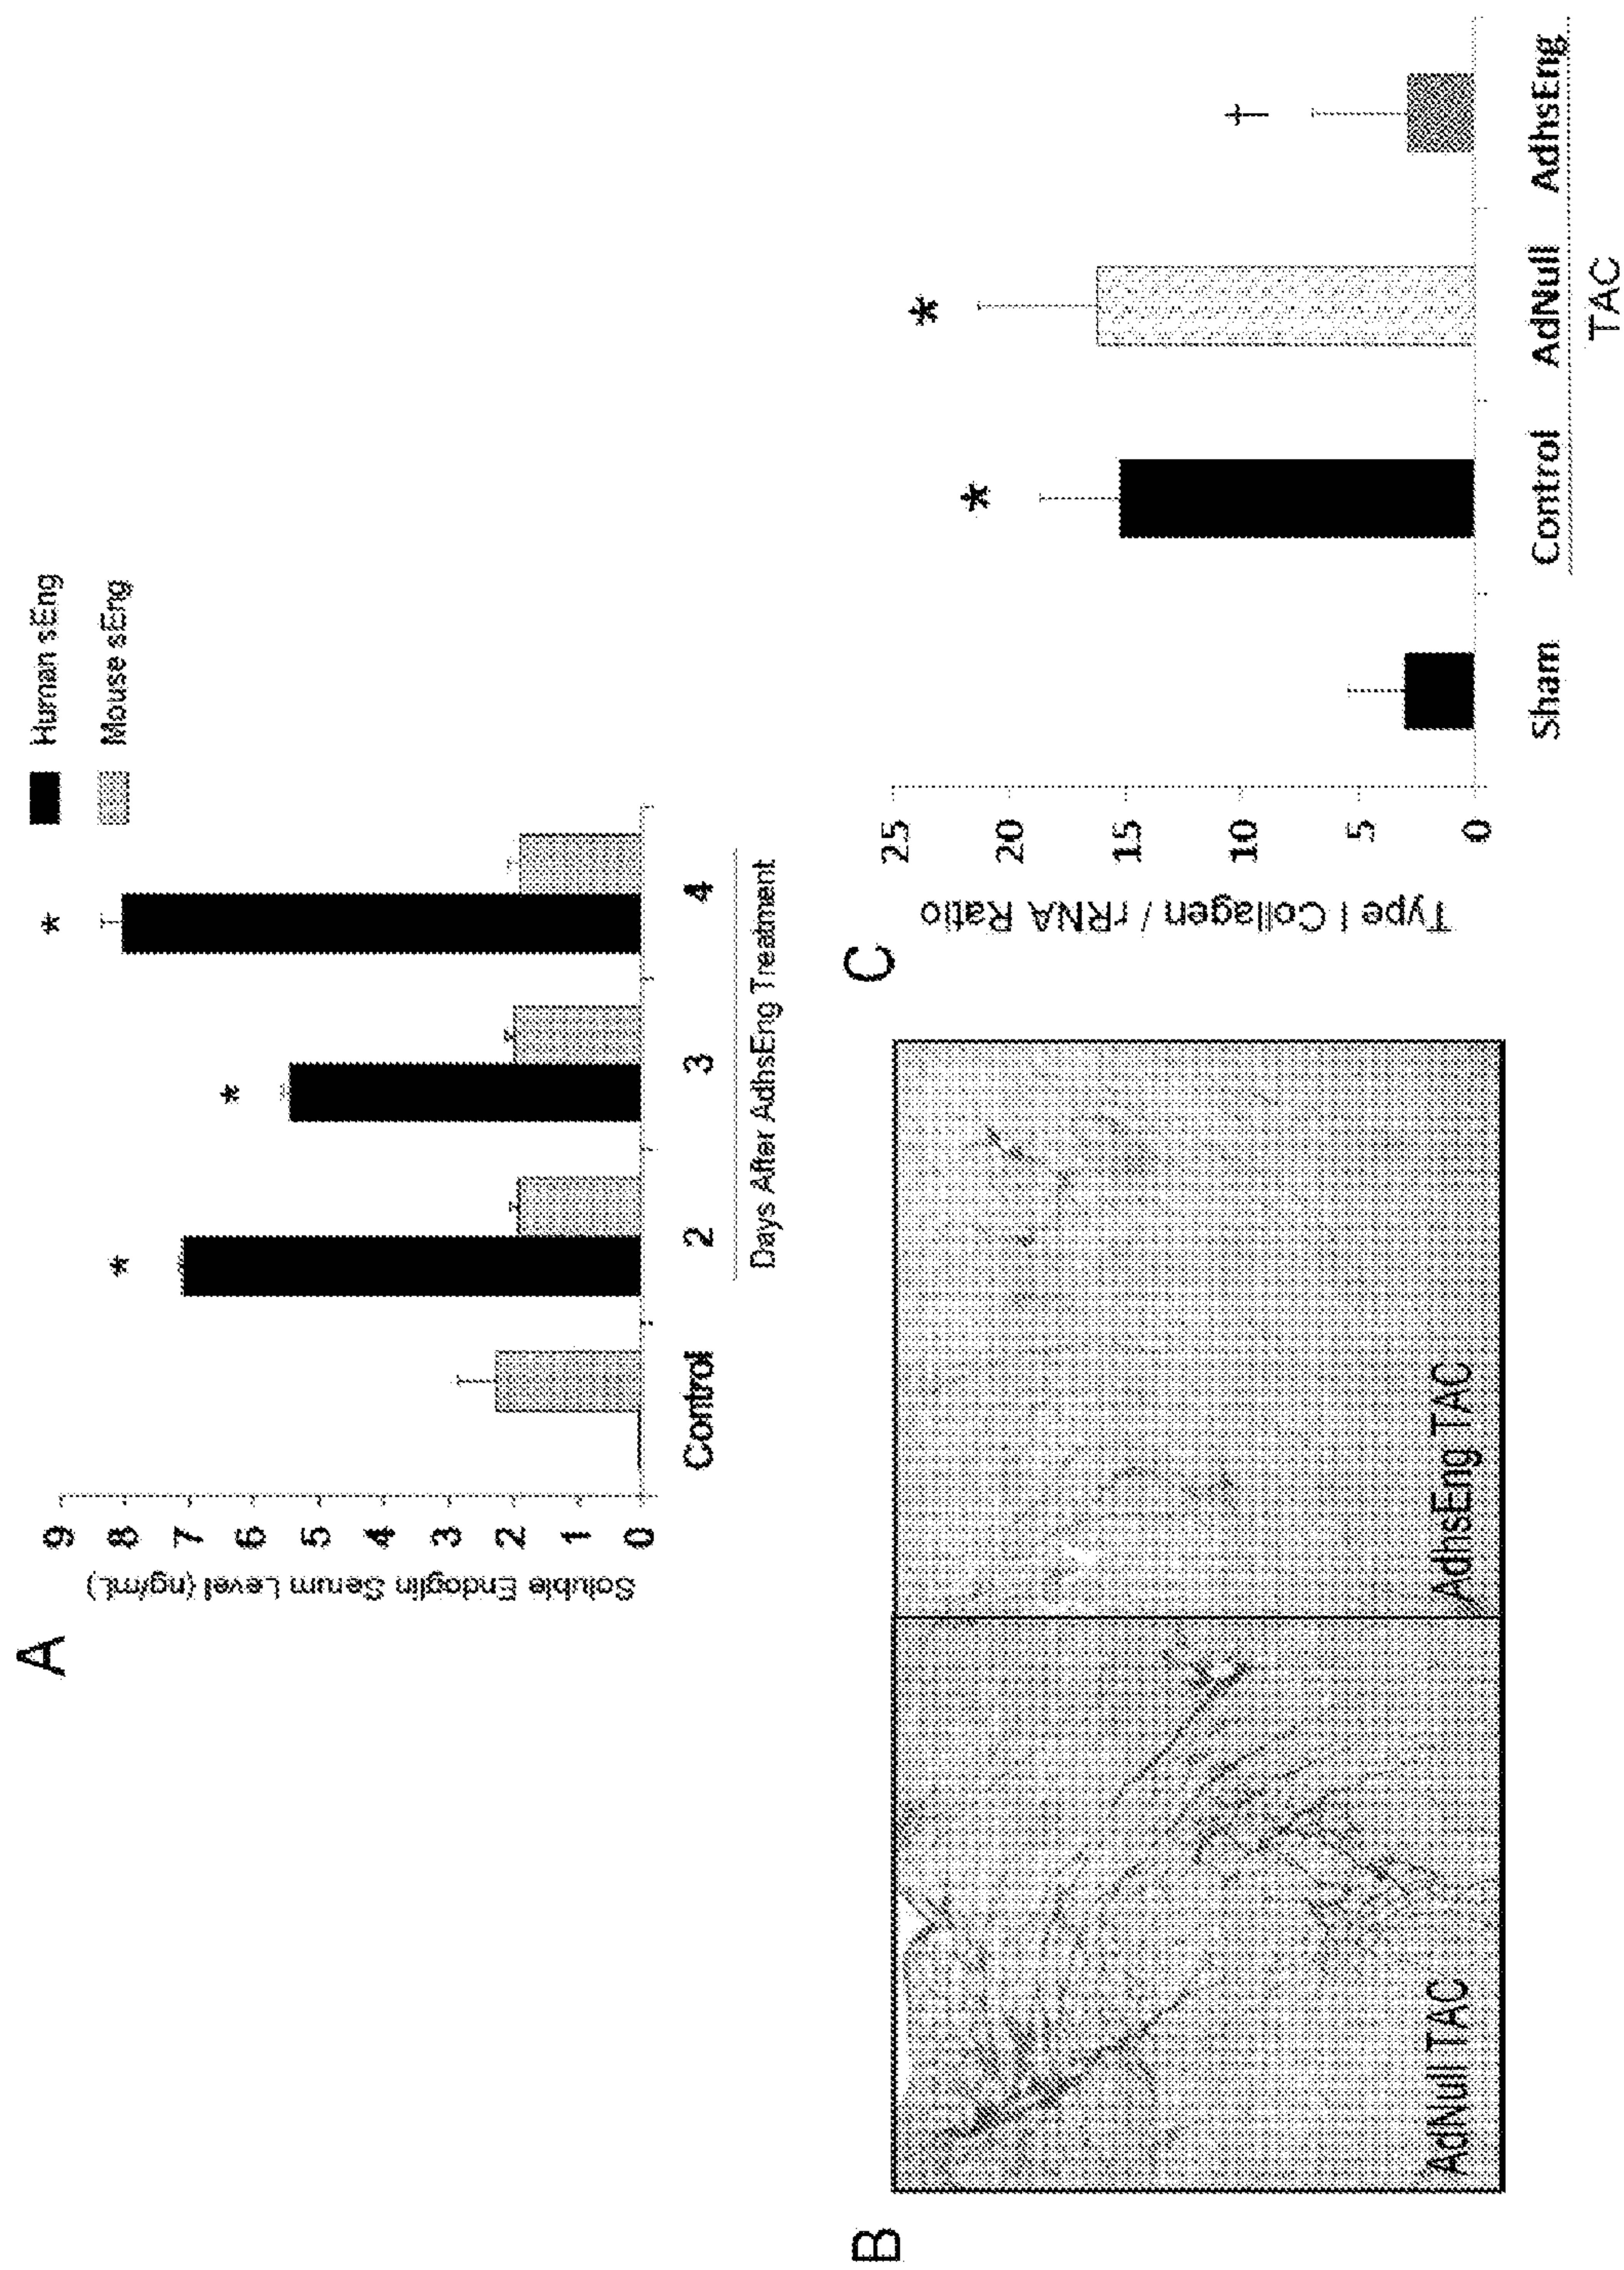 A
Human sEng
Mouse sEng
Soluble Endoglin Serum Level (ng/mL)
9
8
7
6
5
4
3
2
1
0
*
*
*
Control
2
3
4
Days After AdhsEng Treatment
B
AdNull TAC
AdhsEng TAC
C
Type I Collagen / rRNA Ratio
25
20
15
10
5
0
*
*
†
Sham
Control
AdNull
AdhsEng
TAC